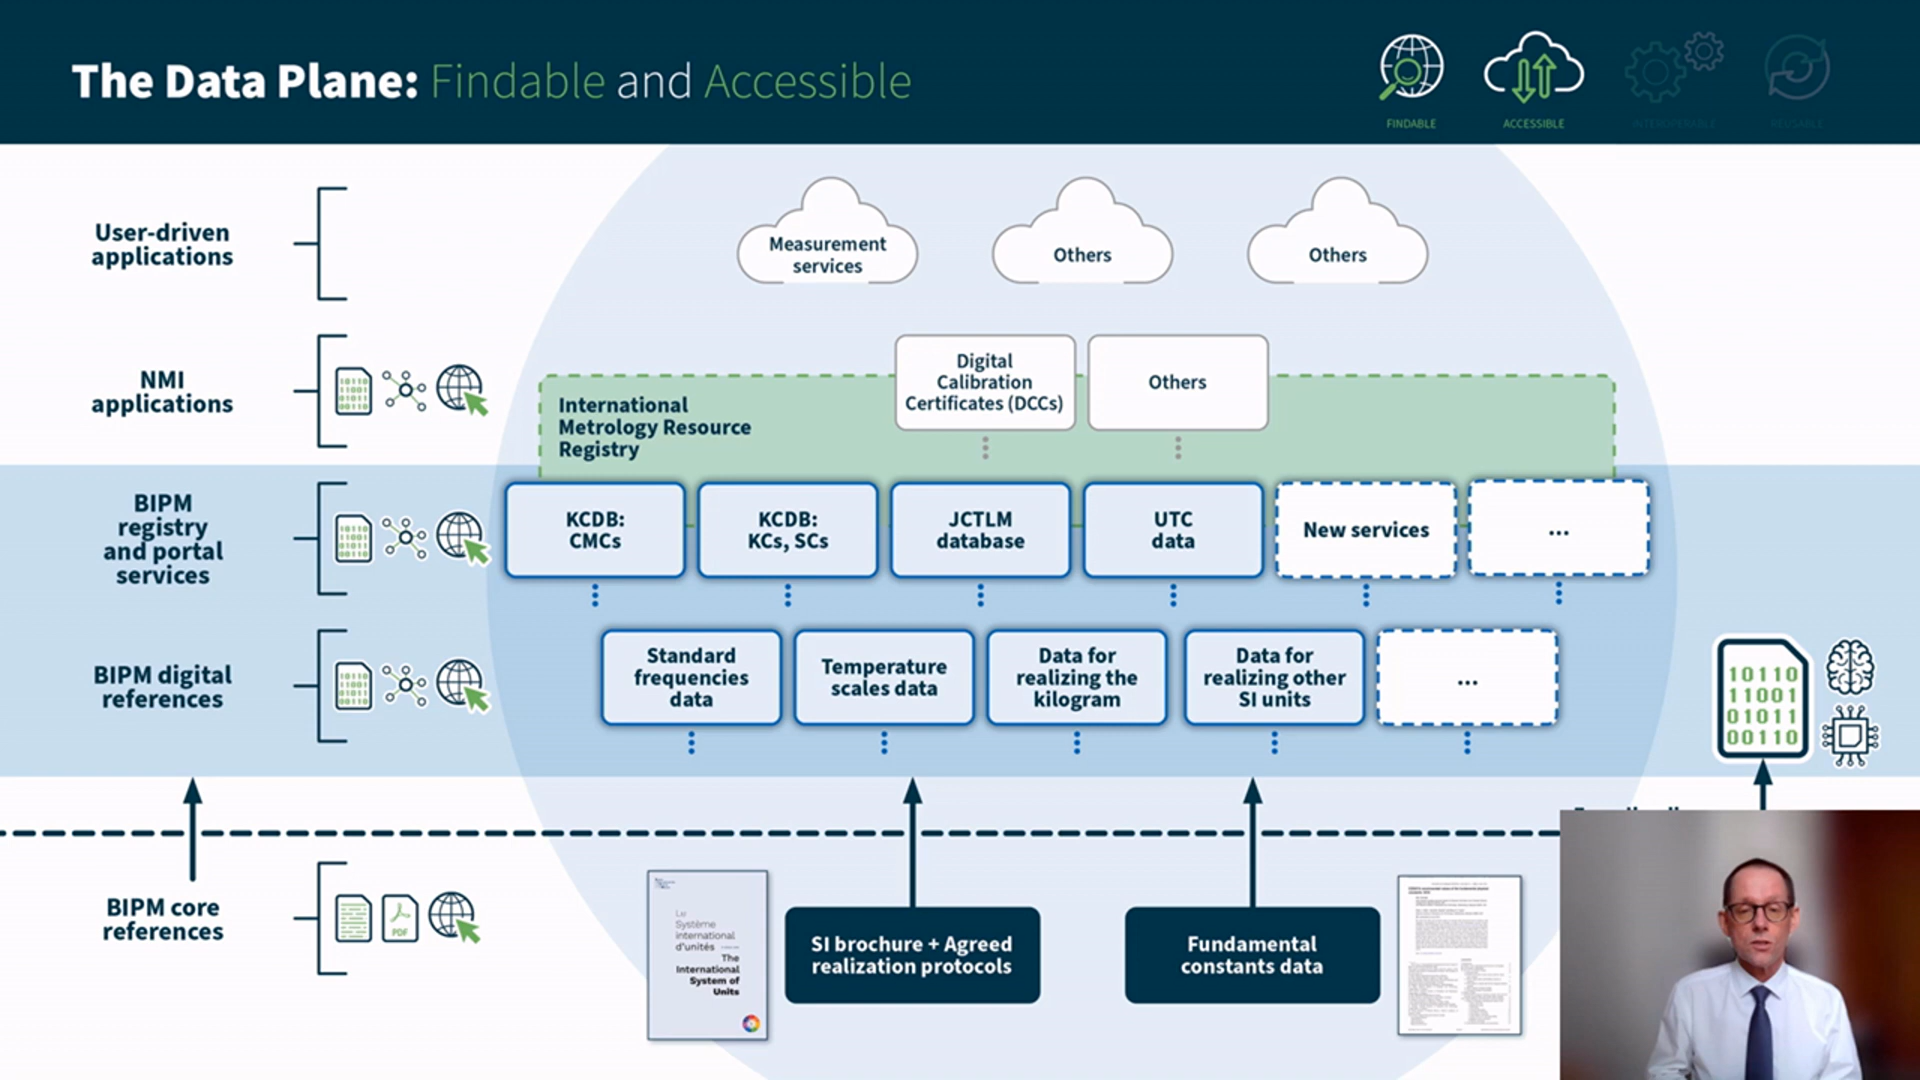 The Data Plane: Findable and Accessible
FINDABLE
ACCESSIBLE
INTEROPERABLE
REUSABLE
User-driven
applications
Measurement
services
Others
Others
NMI
applications
International
Metrology Resource
Registry
Digital
Calibration
Certificates (DCCs)
Others
BIPM
registry
and portal
services
KCDB:
CMCs
KCDB:
KCs, SCs
JCTLM
database
UTC
data
New services
...
BIPM digital
references
Standard
frequencies
data
Temperature
scales data
Data for
realizing the
kilogram
Data for
realizing other
SI units
...
10110
11001
01011
00110
BIPM core
references
PDF
Le
Système
international
d'unités
The
International
System of
Units
SI brochure + Agreed
realization protocols
Fundamental
constants data